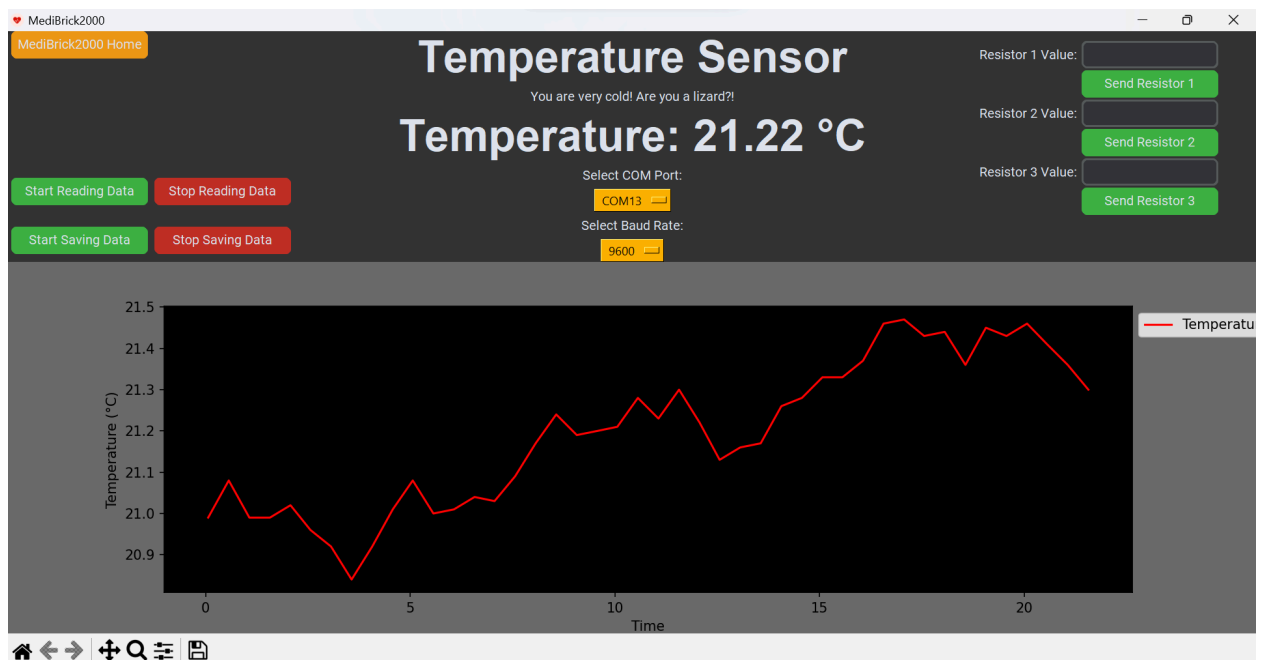 MediBrick2000
MediBrick2000 Home
Temperature Sensor
You are very cold! Are you a lizard?!
Temperature: 21.22 °C
Select COM Port:
COM13
Select Baud Rate:
9600
Start Reading Data
Stop Reading Data
Start Saving Data
Stop Saving Data
Resistor 1 Value:
Send Resistor 1
Resistor 2 Value:
Send Resistor 2
Resistor 3 Value:
Send Resistor 3
Temperature (°C)
21.5
21.4
21.3
21.2
21.1
21.0
20.9
0 5 10 15 20
Time
Temperatu